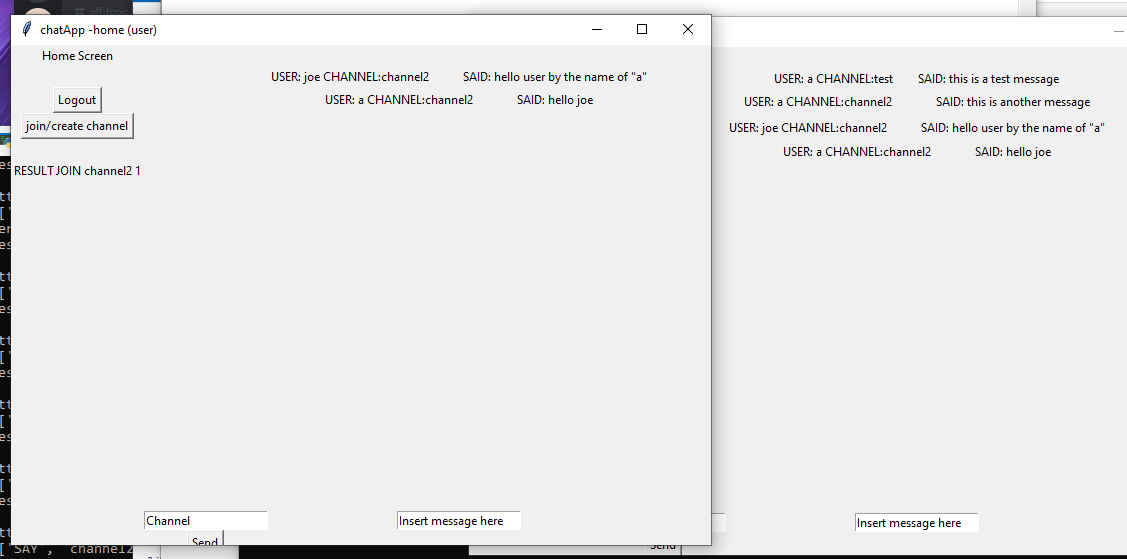 # off-topic
chatApp -home (user)
Home Screen
Logout
join/create channel
RESULT JOIN channel2 1
USER: joe CHANNEL:channel2 SAID: hello user by the name of "a"
USER: a CHANNEL:channel2 SAID: hello joe
Channel
Insert message here
Send
USER: a CHANNEL:test SAID: this is a test message
USER: a CHANNEL:channel2 SAID: this is another message
USER: joe CHANNEL:channel2 SAID: hello user by the name of "a"
USER: a CHANNEL:channel2 SAID: hello joe
Insert message here
Send
['SAY', 'channel2